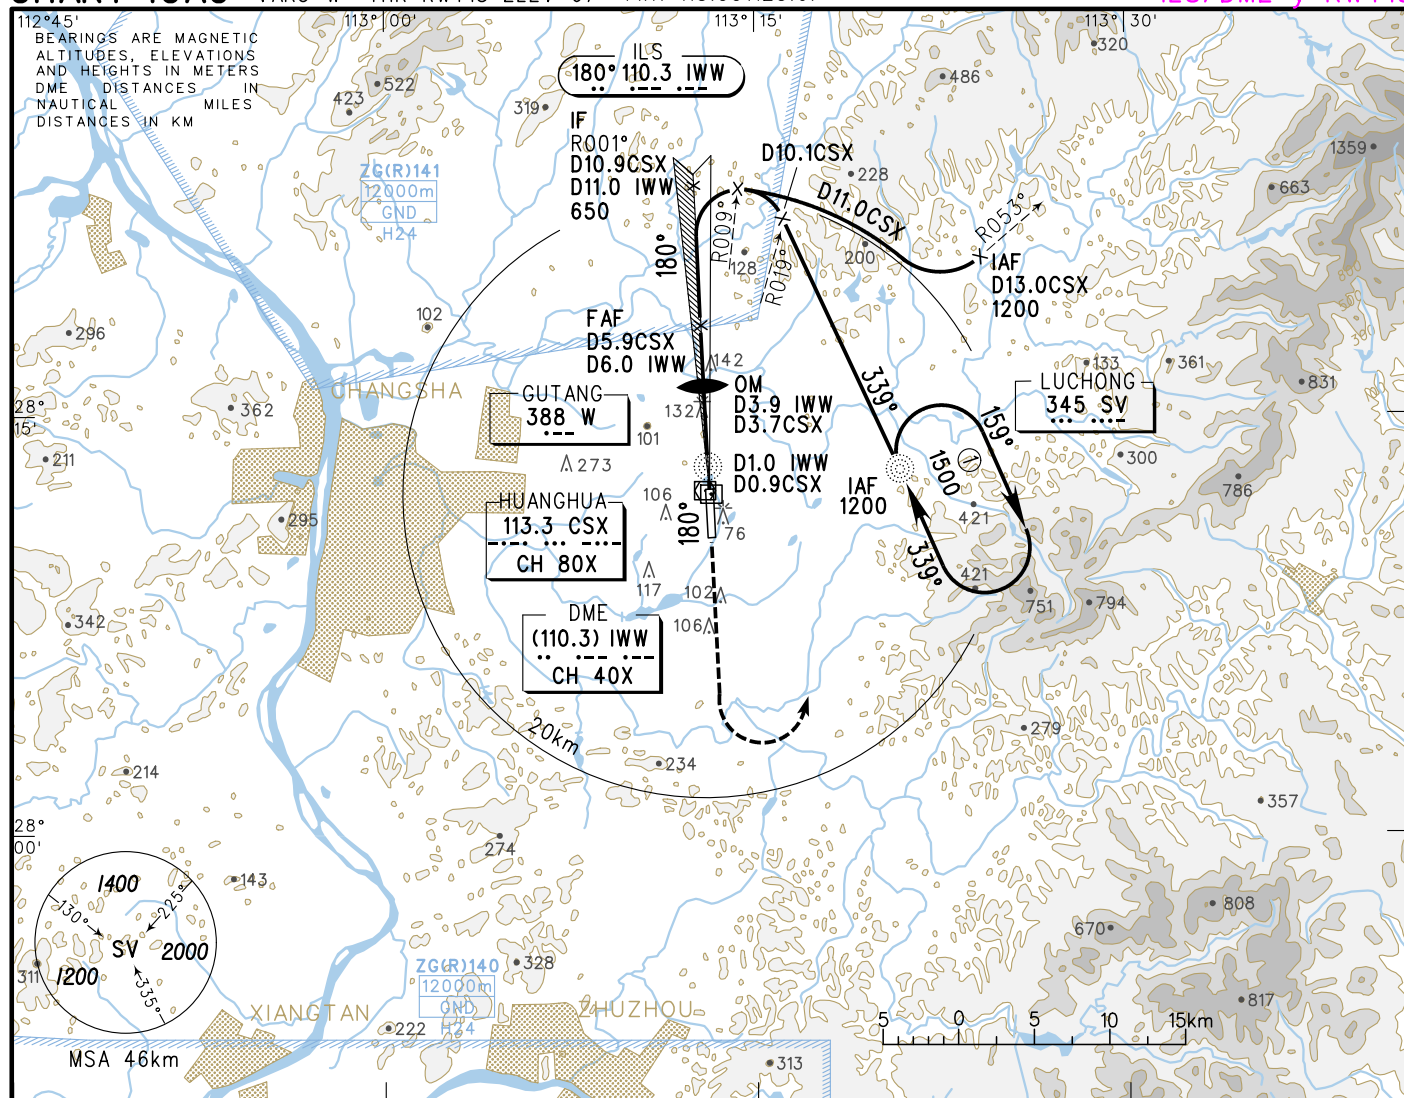 112°45'
113°00'
113°15'
113°30'
BEARINGS ARE MAGNETIC
ALTITUDES, ELEVATIONS
AND HEIGHTS IN METERS
DME DISTANCES IN
NAUTICAL MILES
DISTANCES IN KM
522
423
319
ILS
180° 110.3 IWW
486
320
1359
663
ZG(R)141
12000m
GND
H24
IF
R001°
D10.9CSX
D11.0 IWW
650
D10.1CSX
228
D11.0CSX
R053°
R009°
R019°
180°
128
200
IAF
D13.0CSX
1200
296
102
FAF
D5.9CSX
D6.0 IWW
142
133
361
831
800
500
300
CHANGSHA
362
211
28°
15'
GUTANG
388 W
132
101
273
OM
D3.9 IWW
D3.7CSX
339°
159°
LUCHONG
345 SV
300
786
D1.0 IWW
D0.9CSX
IAF
1200
1500
1
421
295
HUANGHUA
113.3 CSX
CH 80X
106
180°
76
117
102
106
339°
421
751
794
342
DME
(110.3) IWW
CH 40X
20km
279
214
234
357
28°
00'
274
143
1400
130°
225°
SV
2000
1200
335°
311
MSA 46km
808
670
817
ZG(R)140
12000m
GND
H24
328
XIANGTAN
222
ZHUZHOU
313
5 0 5 10 15km